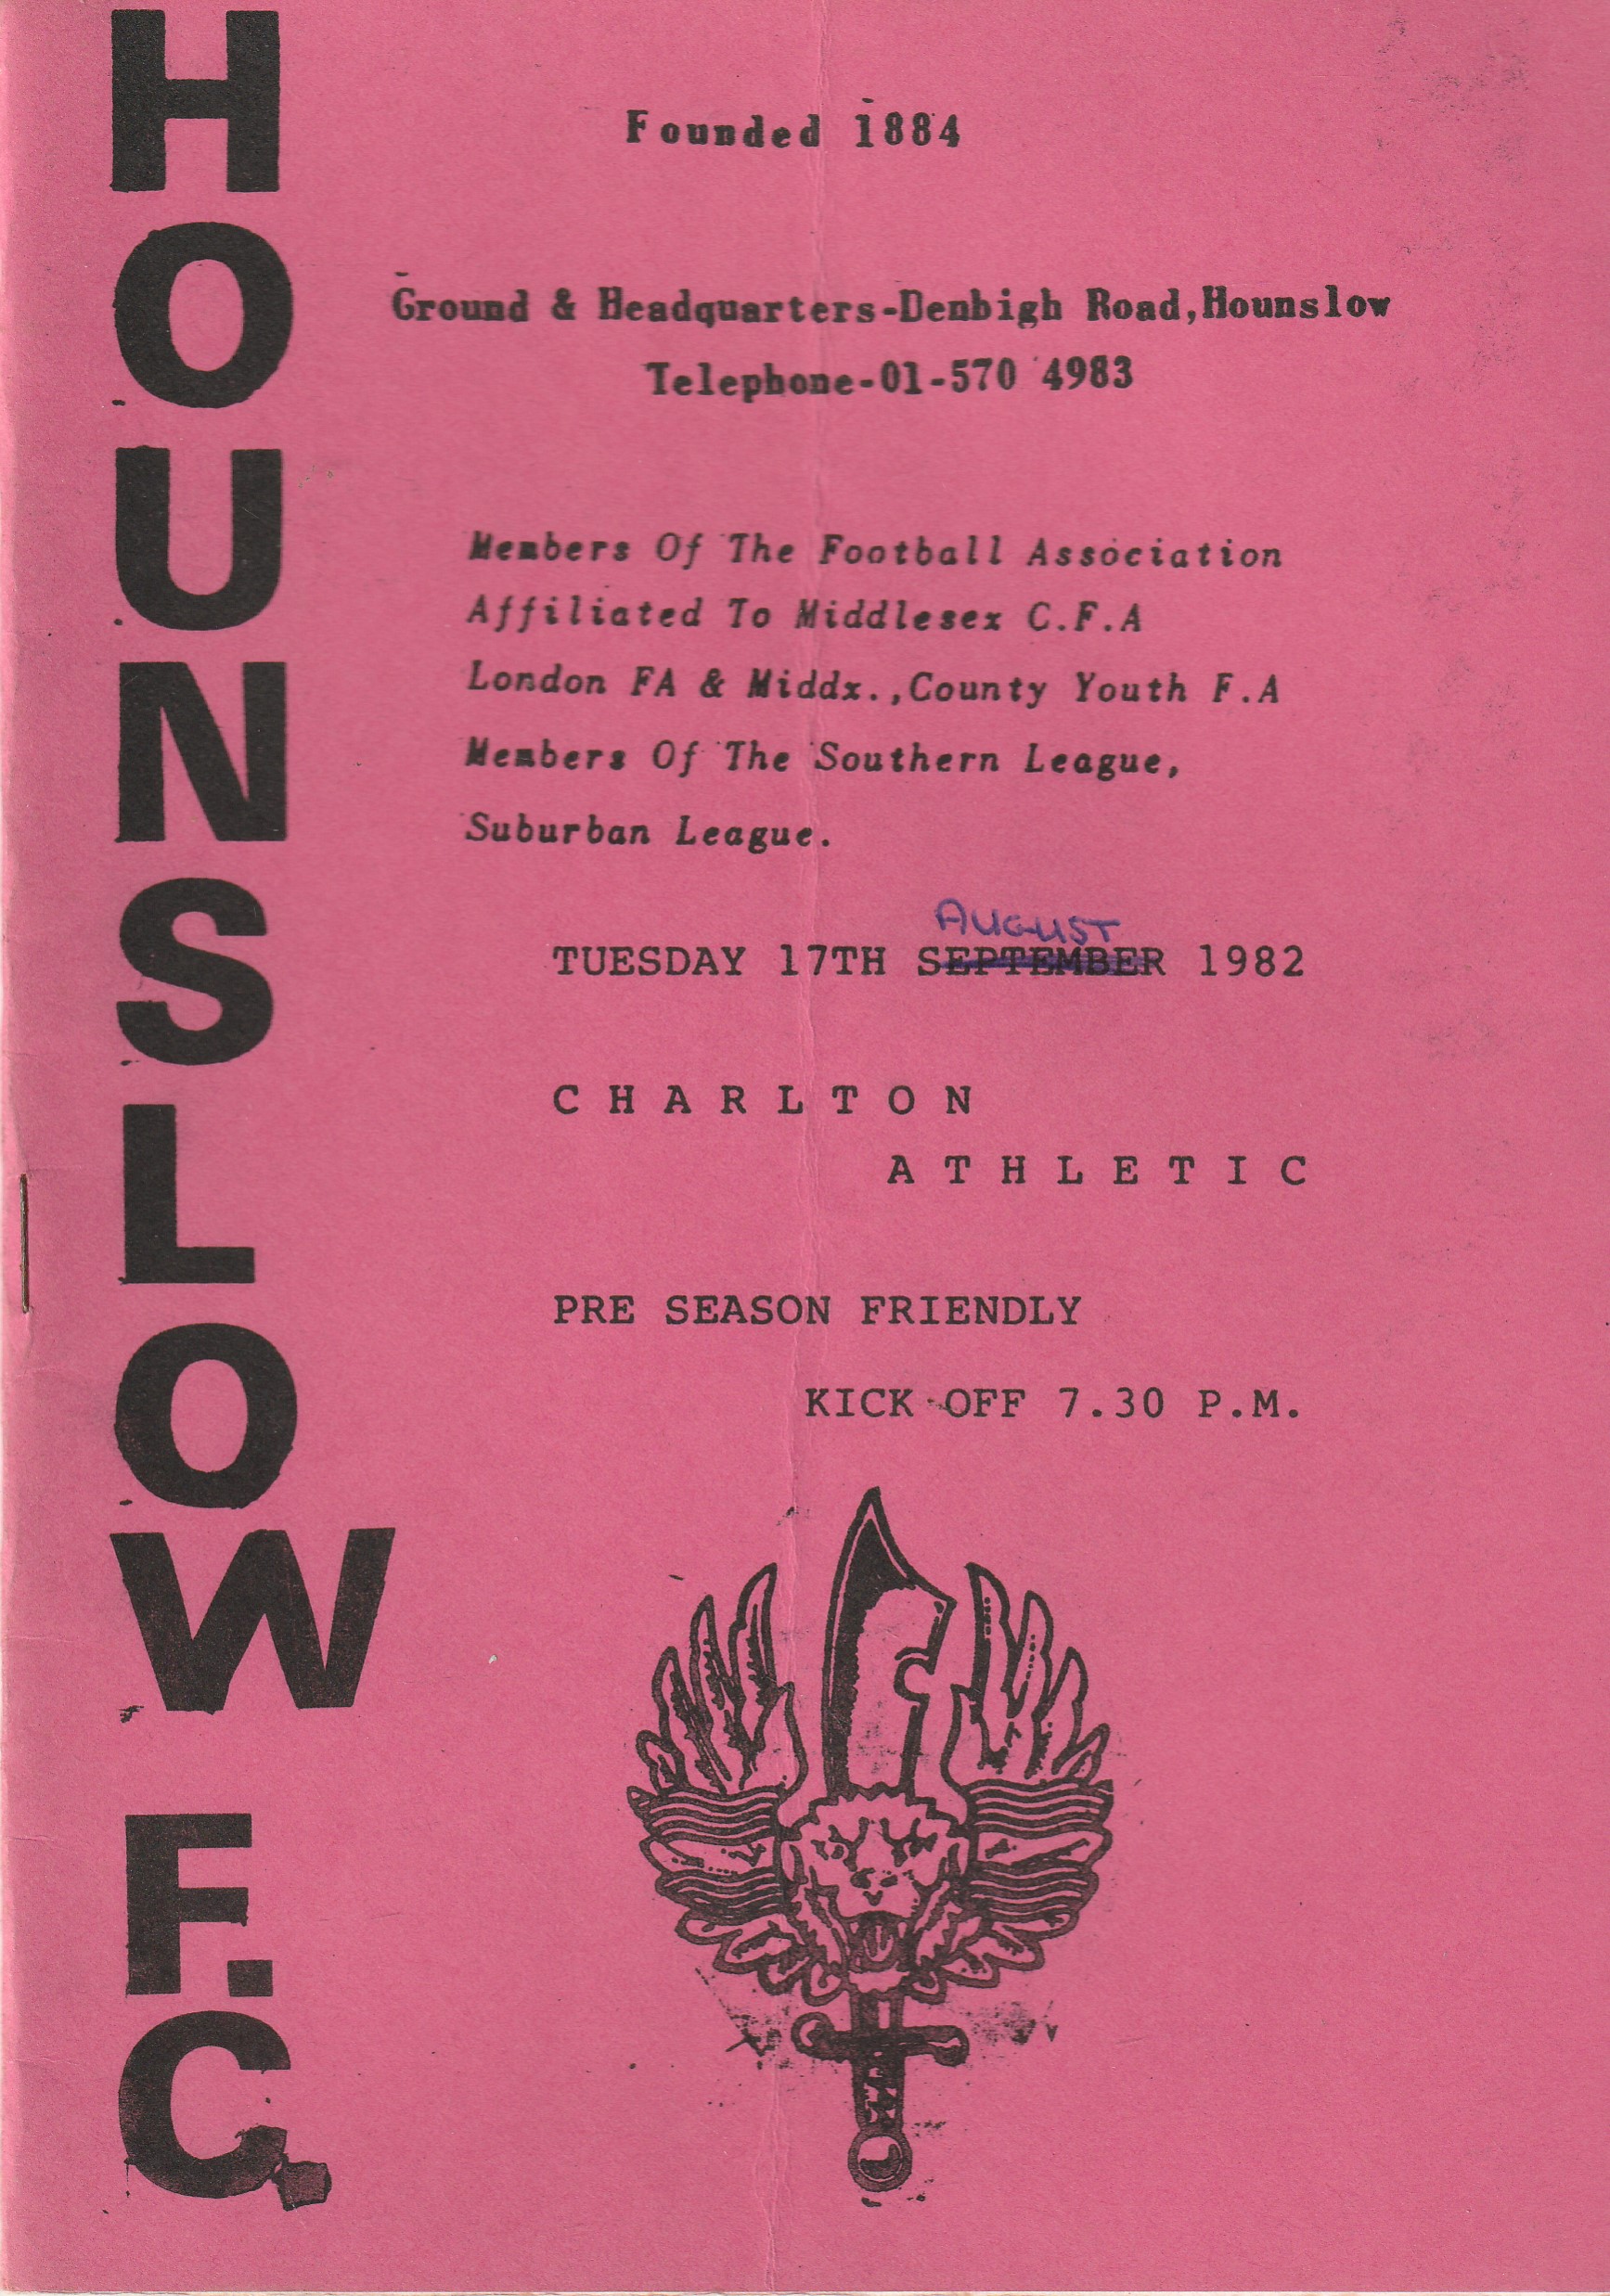 HOUNSLOW F.C.
Founded 1884
Ground & Headquarters-Denbigh Road,Hounslow
Telephone-01-570 4983
Members Of The Football Association
Affiliated To Middlesex C.F.A
London FA & Middx.,County Youth F.A
Members Of The Southern League,
Suburban League.
AUGUST
TUESDAY 17TH SEPTEMBER 1982
CHARLTON
ATHLETIC
PRE SEASON FRIENDLY
KICK OFF 7.30 P.M.